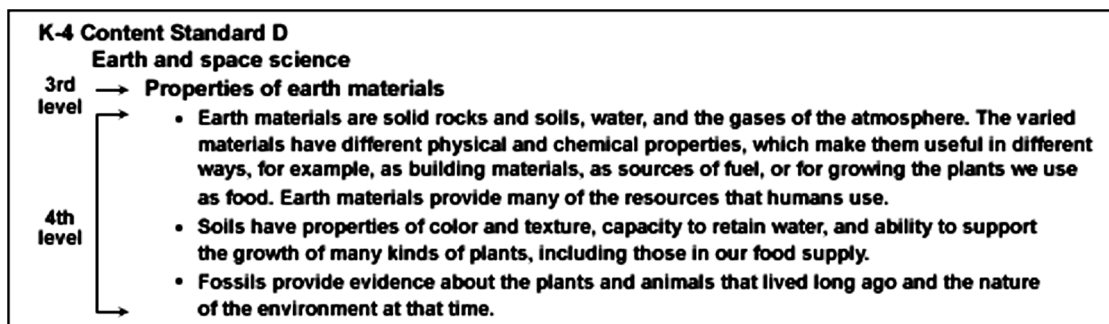 K-4 Content Standard D
Earth and space science
3rd level
Properties of earth materials
• Earth materials are solid rocks and soils, water, and the gases of the atmosphere. The varied
materials have different physical and chemical properties, which make them useful in different
ways, for example, as building materials, as sources of fuel, or for growing the plants we use
as food. Earth materials provide many of the resources that humans use.
4th level
• Soils have properties of color and texture, capacity to retain water, and ability to support
the growth of many kinds of plants, including those in our food supply.
• Fossils provide evidence about the plants and animals that lived long ago and the nature
of the environment at that time.